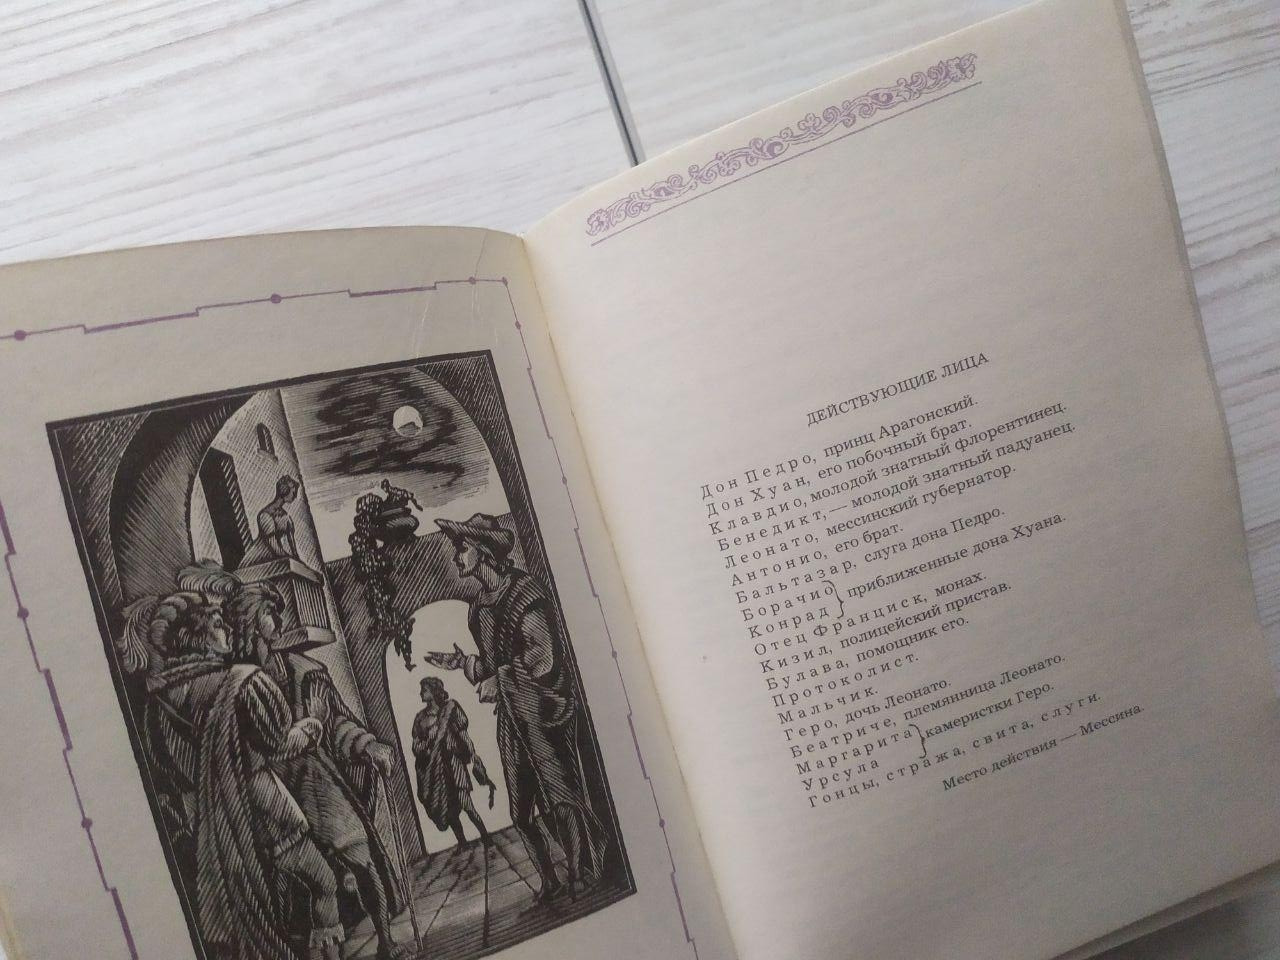 ДЕЙСТВУЮЩИЕ ЛИЦА
Дон Педро, принц Арагонский.
Дон Хуан, его побочный брат.
Клавдио, молодой знатный флорентинец.
Бенедикт, — молодой знатный падуанец.
Леонато, мессинский губернатор.
Антонио, его брат.
Бальтазар, слуга дона Педро.
Борачио } приближенные дона Хуана.
Конрад
Отец Франциск, монах.
Кизил, полицейский пристав.
Булава, помощник его.
Протоколист.
Мальчик.
Геро, дочь Леонато.
Беатриче, племянница Леонато.
Маргарита } камеристки Геро.
Урсула
Гонцы, стража, свита, слуги.
Место действия — Мессина.